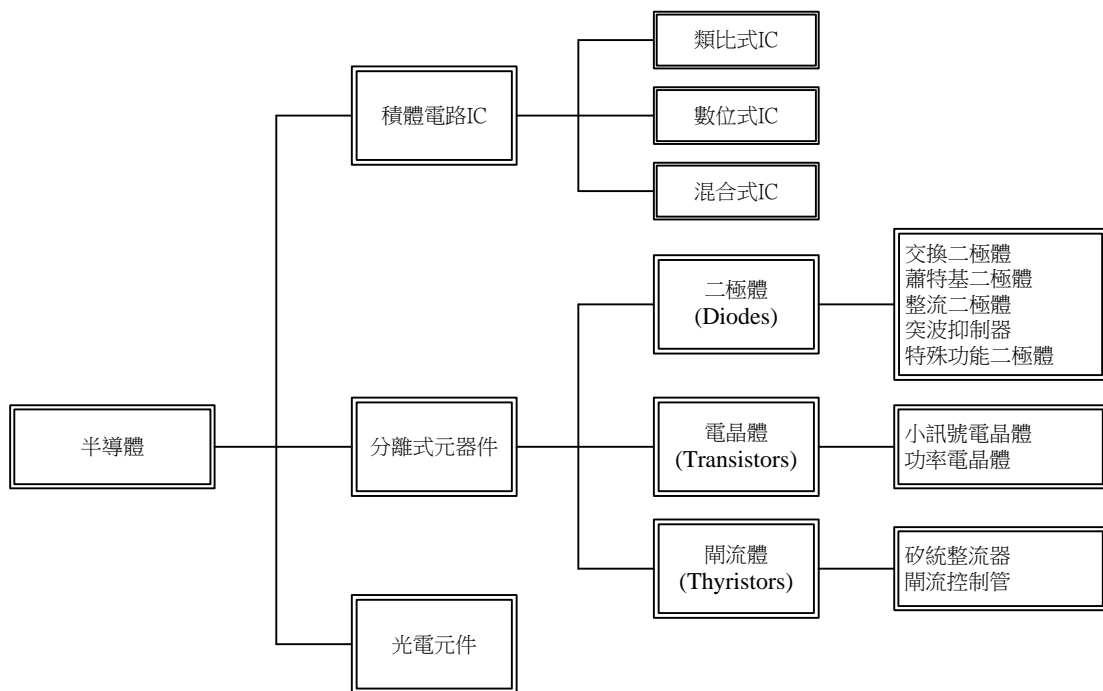 半導體
積體電路IC
類比式IC
數位式IC
混合式IC
分離式元器件
二極體
(Diodes)
交換二極體
蕭特基二極體
整流二極體
突波抑制器
特殊功能二極體
電晶體
(Transistors)
小訊號電晶體
功率電晶體
閘流體
(Thyristors)
矽統整流器
閘流控制管
光電元件